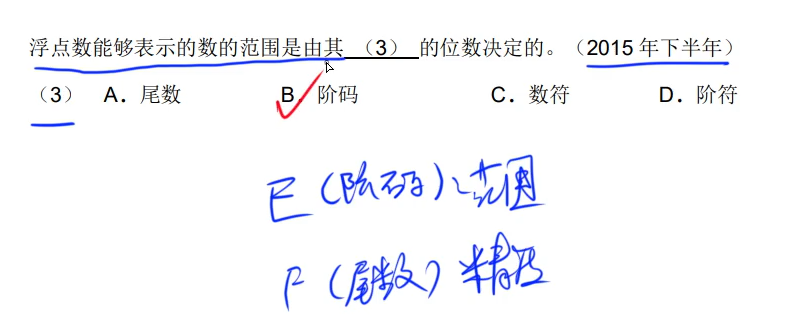 浮点数能够表示的数的范围是由其 （3） 的位数决定的。（2015 年下半年）
（3） A. 尾数 B. 阶码 C. 数符 D. 阶符
E（阶码）：范围
F（尾数）精度